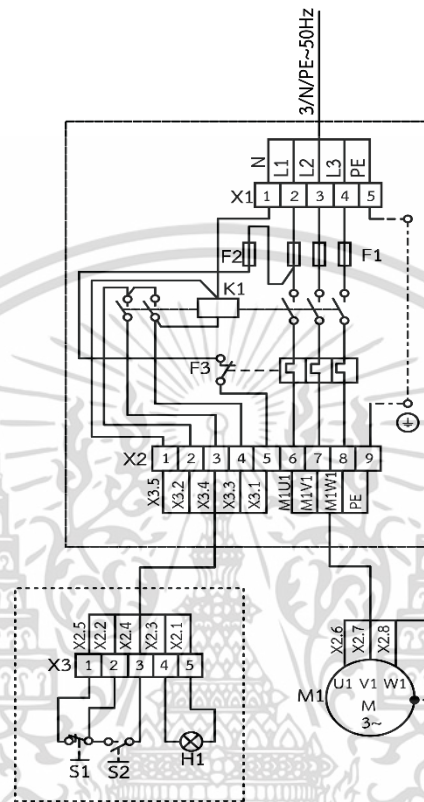 3/N/PE~50Hz
N L1 L2 L3 PE
X1 1 2 3 4 5
F2 F1
K1
F3
X2 1 2 3 4 5 6 7 8 9
X3.5 X3.2 X3.4 X3.3 X3.1 M1U1 M1V1 M1W1 PE
X2.5 X2.2 X2.4 X2.3 X2.1
X3 1 2 3 4 5
S1 S2 H1
X2.6 X2.7 X2.8
M1 U1 V1 W1
M
3~